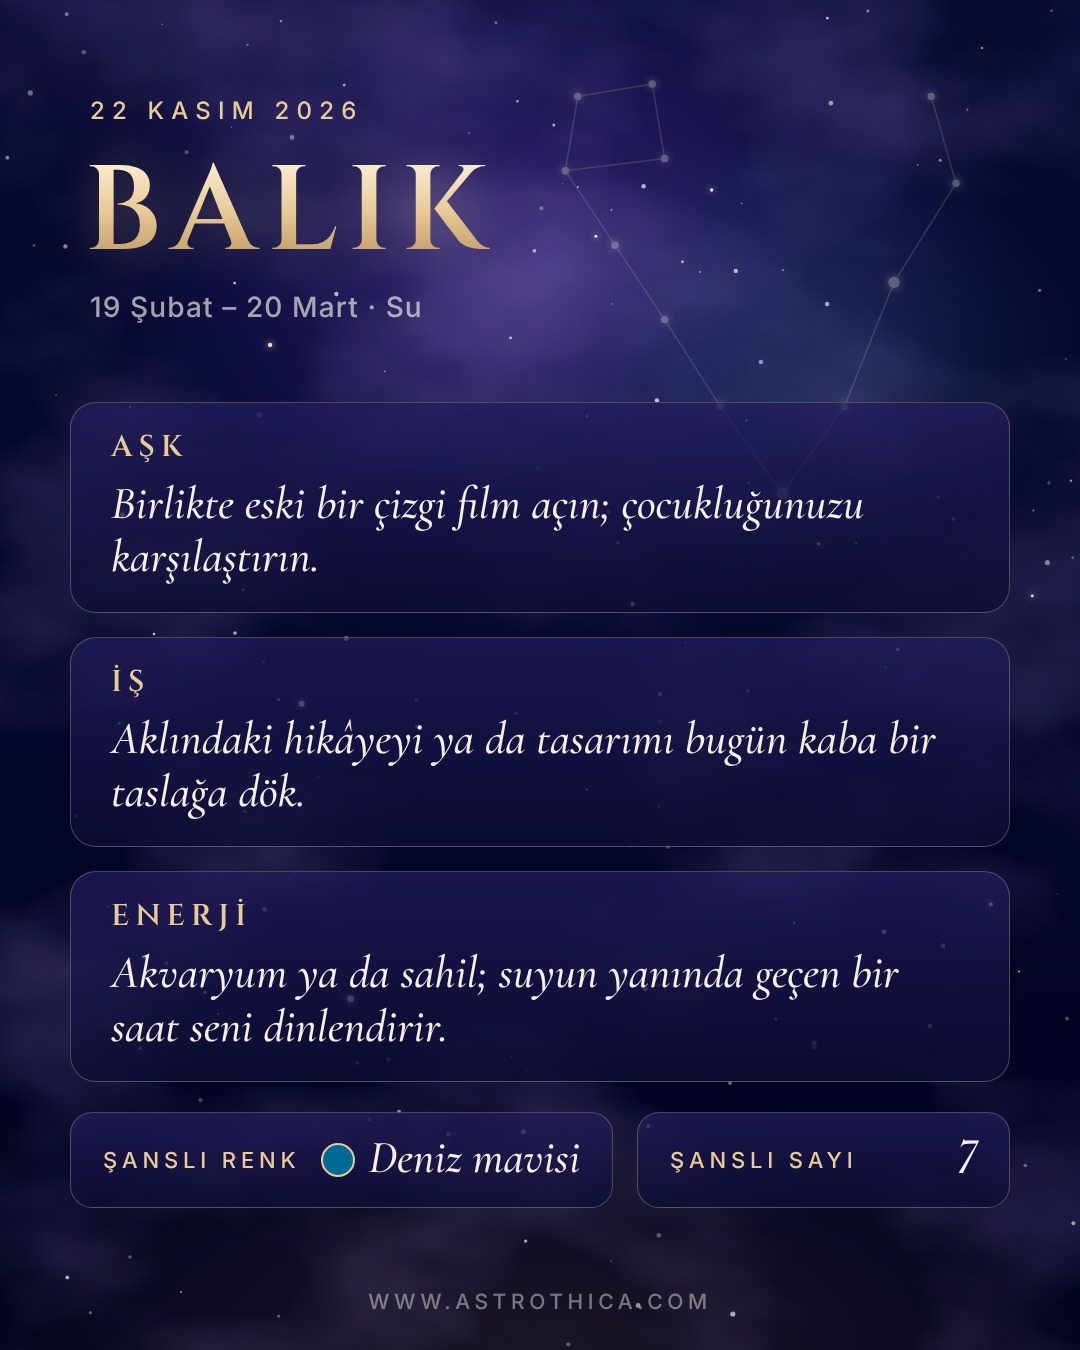 22 KASIM 2026
BALIK
19 Şubat – 20 Mart · Su
AŞK
Birlikte eski bir çizgi film açın; çocukluğunuzu
karşılaştırın.
İŞ
Aklındaki hikâyeyi ya da tasarımı bugün kaba bir
taslağa dök.
ENERJİ
Akvaryum ya da sahil; suyun yanında geçen bir
saat seni dinlendirir.
ŞANSLI RENK Deniz mavisi
ŞANSLI SAYI 7
WWW.ASTROTHICA.COM